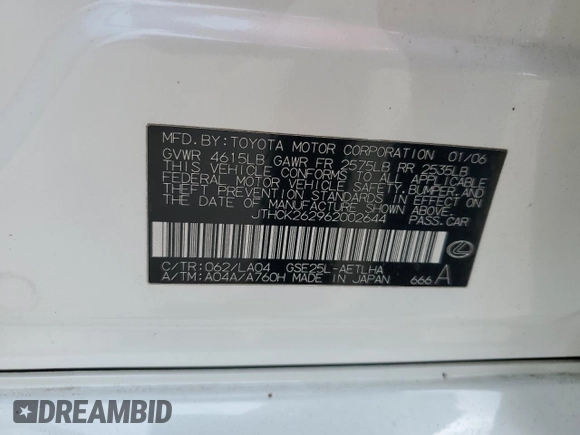 MFD. BY: TOYOTA MOTOR CORPORATION 01/06
GVWR 4615LB GAWR FR 2575LB RR 2535LB
THIS VEHICLE CONFORMS TO ALL APPLICABLE
FEDERAL MOTOR VEHICLE SAFETY, BUMPER, AND
THEFT PREVENTION STANDARDS IN EFFECT ON
THE DATE OF MANUFACTURE SHOWN ABOVE.
JTHCK262962002644 PASS. CAR
C/TR: 062/LA04 GSE25L-AETLHA
A/TM: A04A/A760H MADE IN JAPAN 666 A
DREAMBID